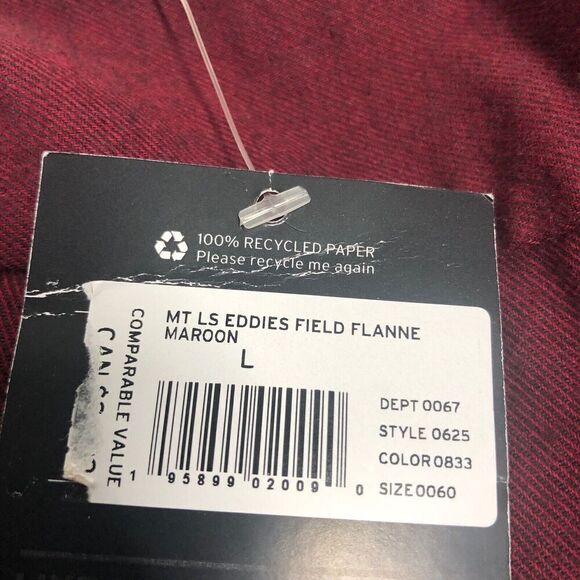 100% RECYCLED PAPER
Please recycle me again
MT LS EDDIES FIELD FLANNE
MAROON
L
COMPARABLE VALUE
DEPT 0067
STYLE 0625
COLOR 0833
SIZE 0060
1 95899 02009 0